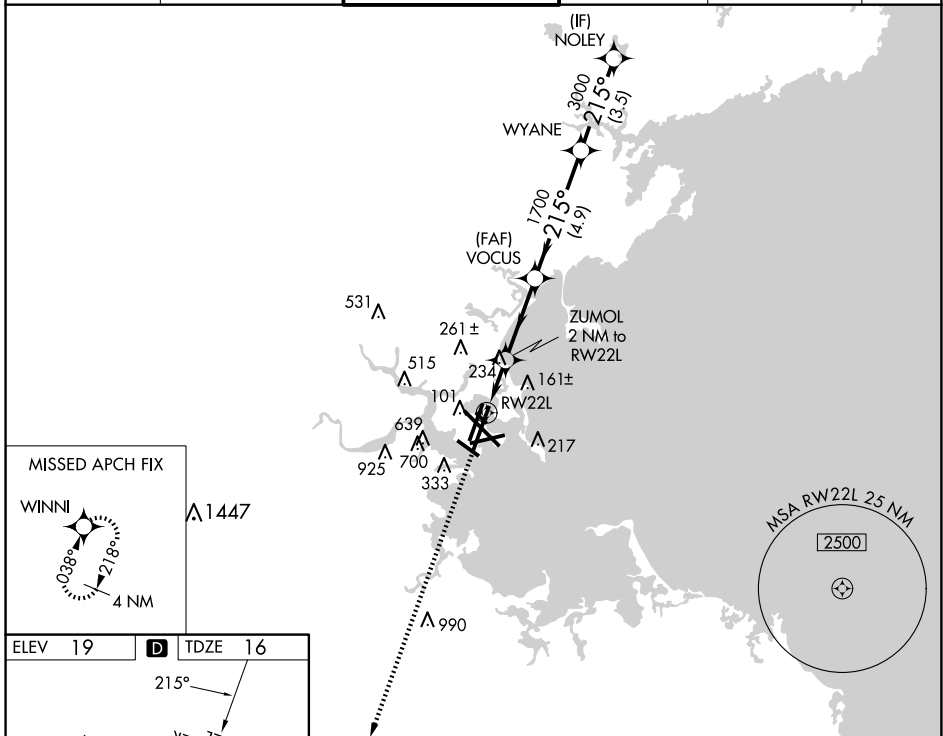 (IF)
NOLEY
3000
215°
(3.5)
WYANE
1700
215°
(4.9)
(FAF)
VOCUS
531
261±
ZUMOL
2 NM to
RW22L
515
234
161±
101
RW22L
639
217
925
700
333
MISSED APCH FIX
WINNI
038°
218°
4 NM
1447
MSA RW22L 25 NM
2500
990
ELEV 19
D
TDZE 16
215°